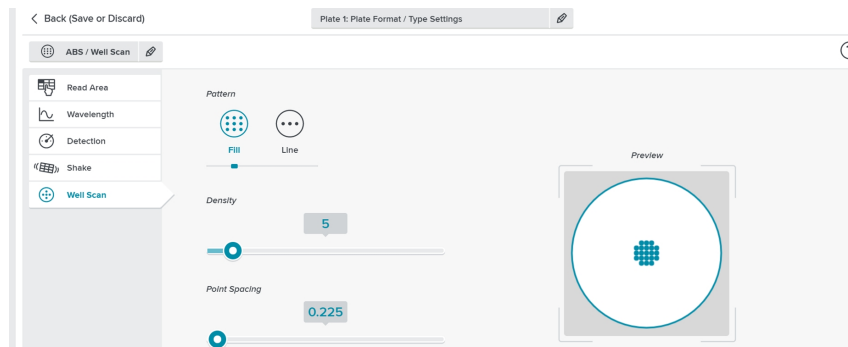 Back (Save or Discard)
Plate 1: Plate Format / Type Settings
ABS / Well Scan
Read Area
Wavelength
Detection
Shake
Well Scan
Pattern
Fill
Line
Density
5
Point Spacing
0.225
Preview